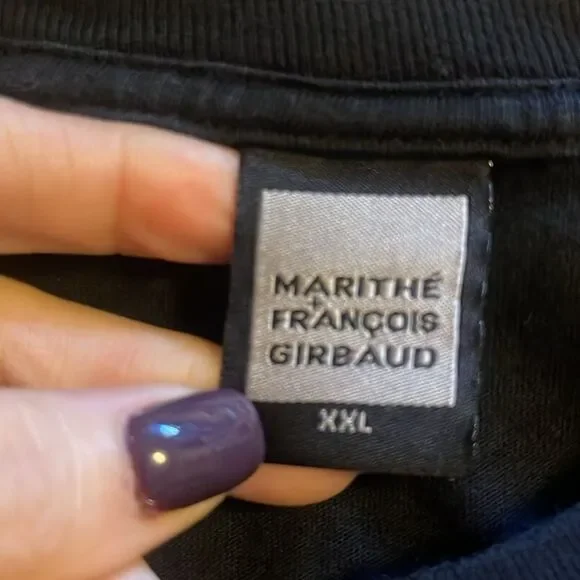 MARITHÉ
+
FRANÇOIS
GIRBAUD
XXL